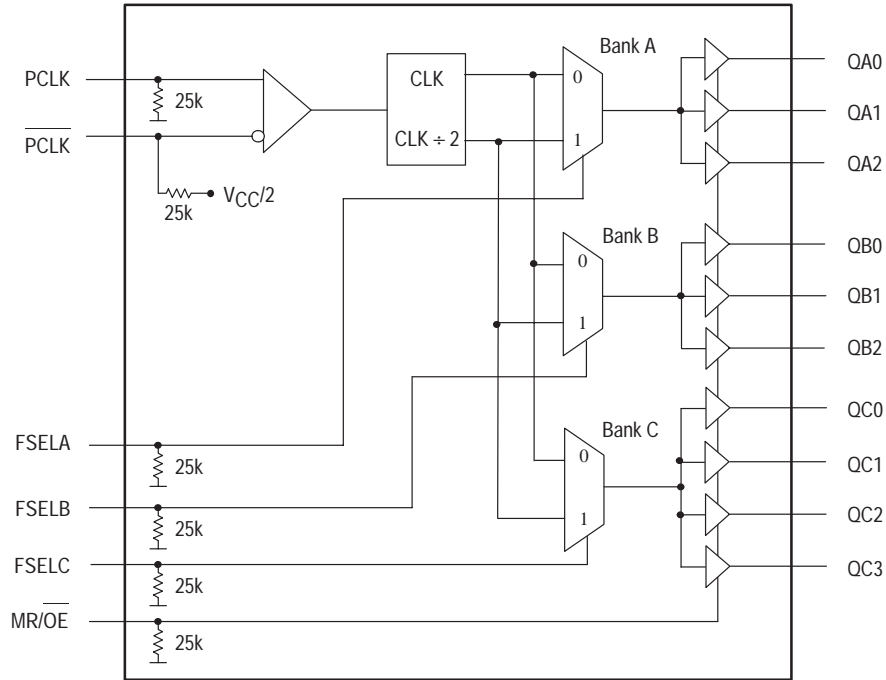 Bank A
QA0
PCLK
0
CLK
25k
QA1
PCLK
CLK ÷ 2
1
QA2
VCC/2
25k
Bank B
QB0
0
QB1
1
QB2
QC0
Bank C
FSELA
0
QC1
25k
FSELB
1
QC2
25k
FSELC
QC3
25k
MR/OE
25k